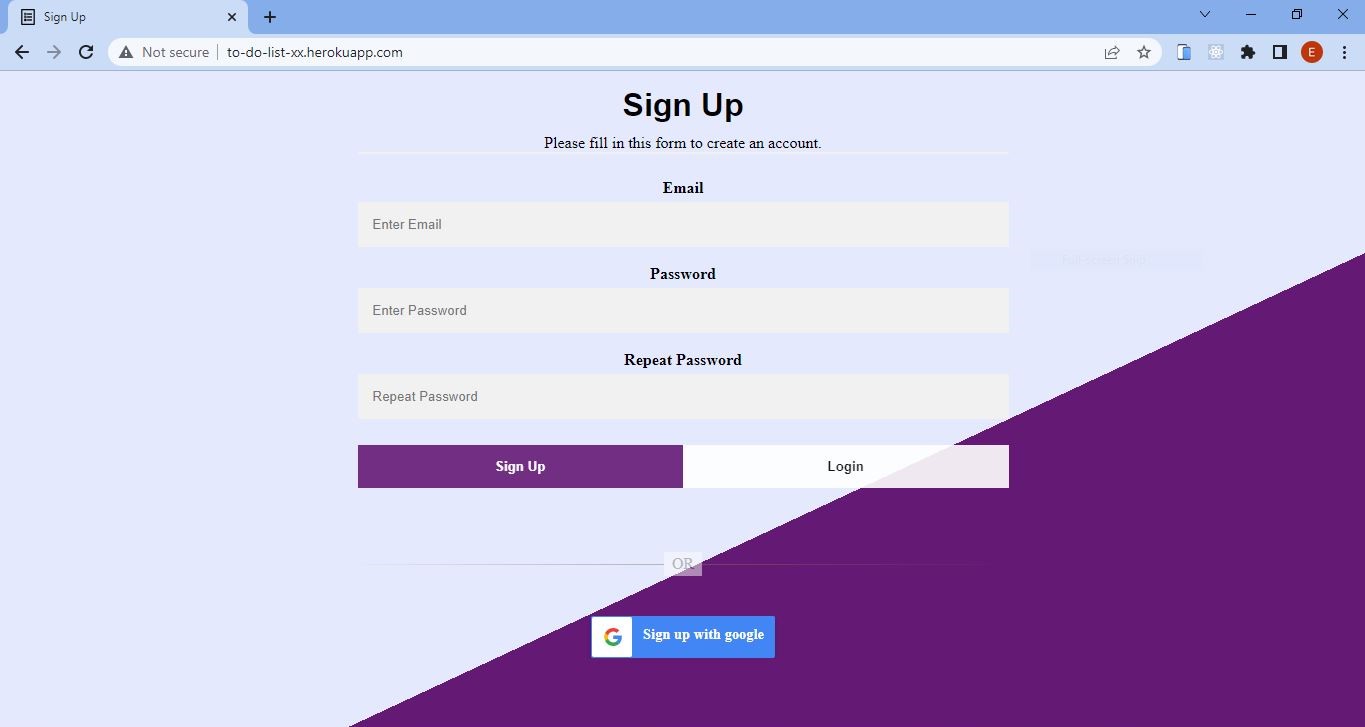 Sign Up
Not secure
to-do-list-xx.herokuapp.com
E
Sign Up
Please fill in this form to create an account.
Email
Enter Email
Password
Enter Password
Repeat Password
Repeat Password
Sign Up
Login
OR
Sign up with google